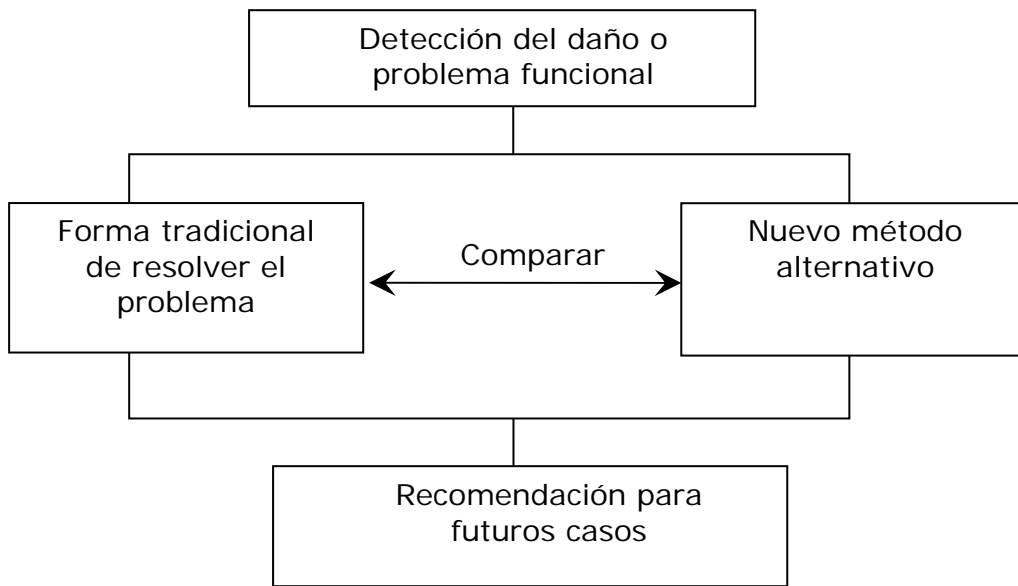 Detección del daño o
problema funcional
Forma tradicional
de resolver el
problema
Comparar
Nuevo método
alternativo
Recomendación para
futuros casos